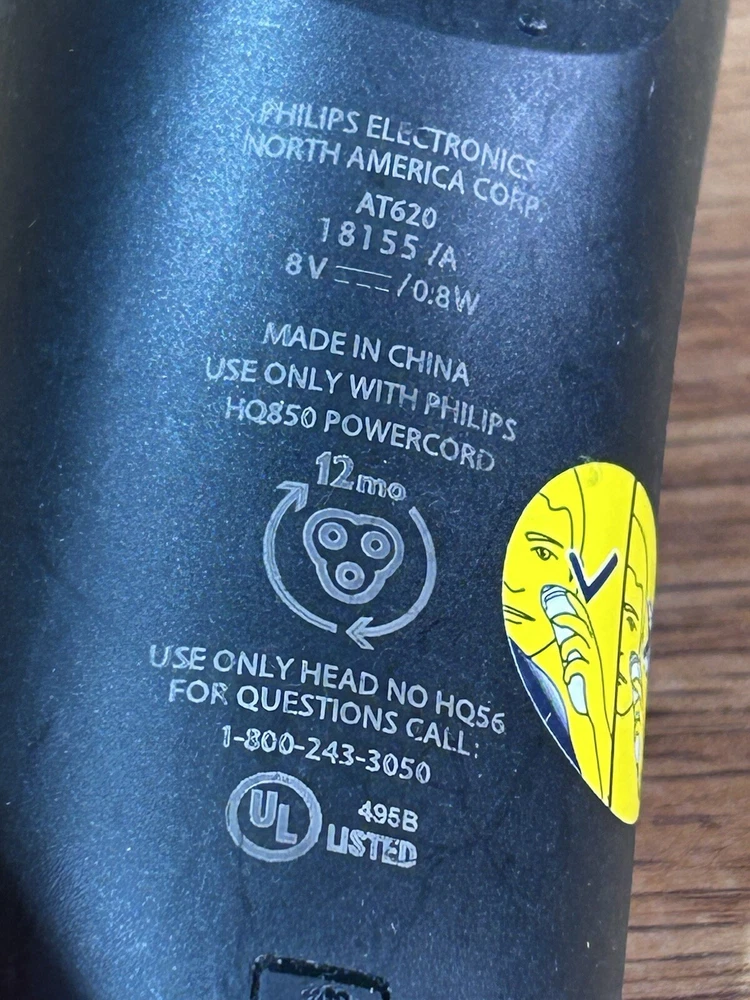 PHILIPS ELECTRONICS
NORTH AMERICA CORP.
AT620
18155 /A
8V ⎓ /0.8W
MADE IN CHINA
USE ONLY WITH PHILIPS
HQ850 POWERCORD
12mo
USE ONLY HEAD NO HQ56
FOR QUESTIONS CALL:
1-800-243-3050
UL
495B
LISTED